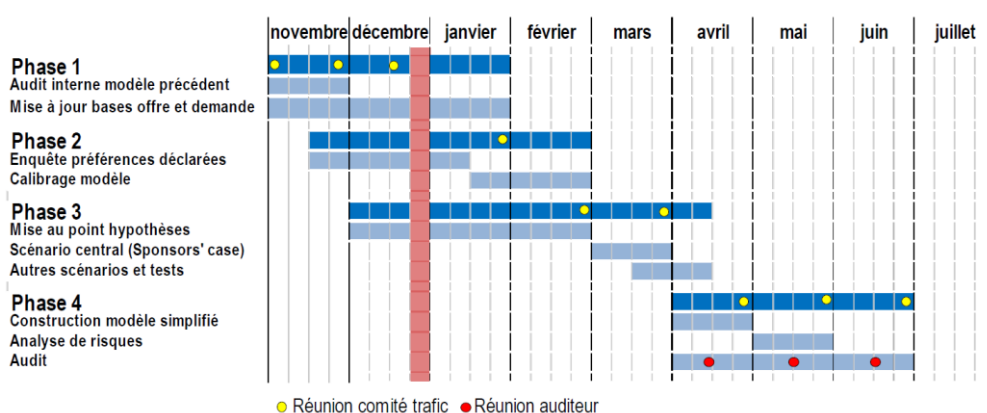 novembre décembre janvier février mars avril mai juin juillet
Phase 1
Audit interne modèle précédent
Mise à jour bases offre et demande
Phase 2
Enquête préférences déclarées
Calibrage modèle
Phase 3
Mise au point hypothèses
Scénario central (Sponsors' case)
Autres scénarios et tests
Phase 4
Construction modèle simplifié
Analyse de risques
Audit
Réunion comité trafic Réunion auditeur